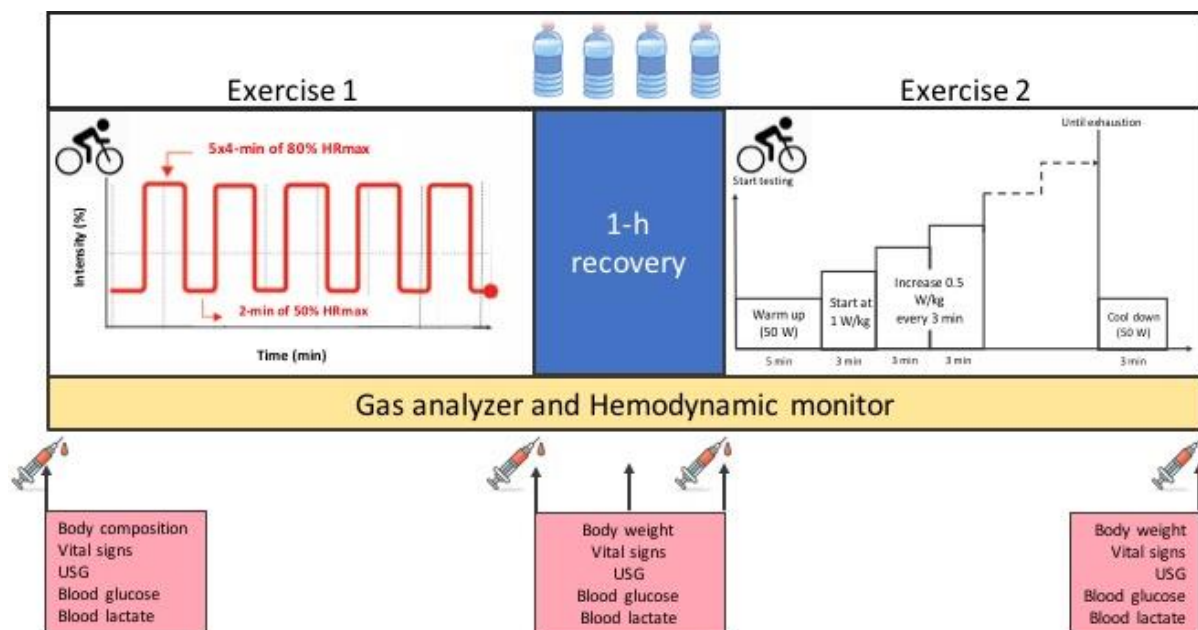 Exercise 1
Exercise 2
5x4-min of 80% HRmax
Intensity (%)
2-min of 50% HRmax
Time (min)
1-h
recovery
Until exhaustion
Start testing
Warm up
(50 W)
Start at
1 W/kg
Increase 0.5
W/kg
every 3 min
Cool down
(50 W)
5 min
3 min
3 min
3 min
3 min
Gas analyzer and Hemodynamic monitor
Body composition
Vital signs
USG
Blood glucose
Blood lactate
Body weight
Vital signs
USG
Blood glucose
Blood lactate
Body weight
Vital signs
USG
Blood glucose
Blood lactate